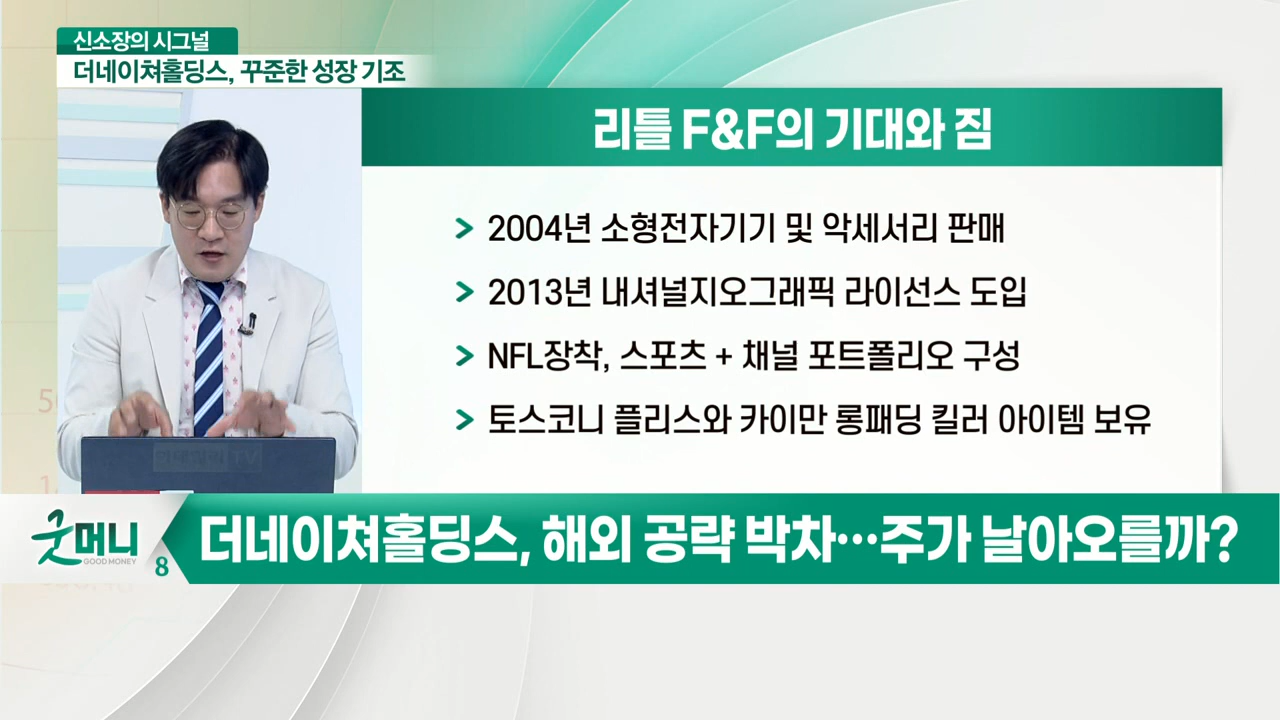 신소장의 시그널
더네이쳐홀딩스, 꾸준한 성장 기조
리틀 F&F의 기대와 짐
> 2004년 소형전자기기 및 악세서리 판매
> 2013년 내셔널지오그래픽 라이선스 도입
> NFL장착, 스포츠 + 채널 포트폴리오 구성
> 토스코니 플리스와 카이만 롱패딩 킬러 아이템 보유
이데일리 TV
굿머니
GOOD MONEY
8
더네이쳐홀딩스, 해외 공략 박차…주가 날아오를까?